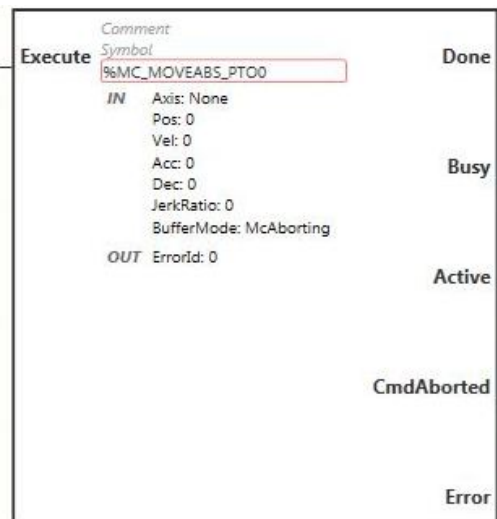 Comment
Symbol
Execute
%MC_MOVEABS_PTO0
Done
IN Axis: None
Pos: 0
Vel: 0
Acc: 0
Busy
Dec: 0
JerkRatio: 0
BufferMode: McAborting
OUT ErrorId: 0
Active
CmdAborted
Error